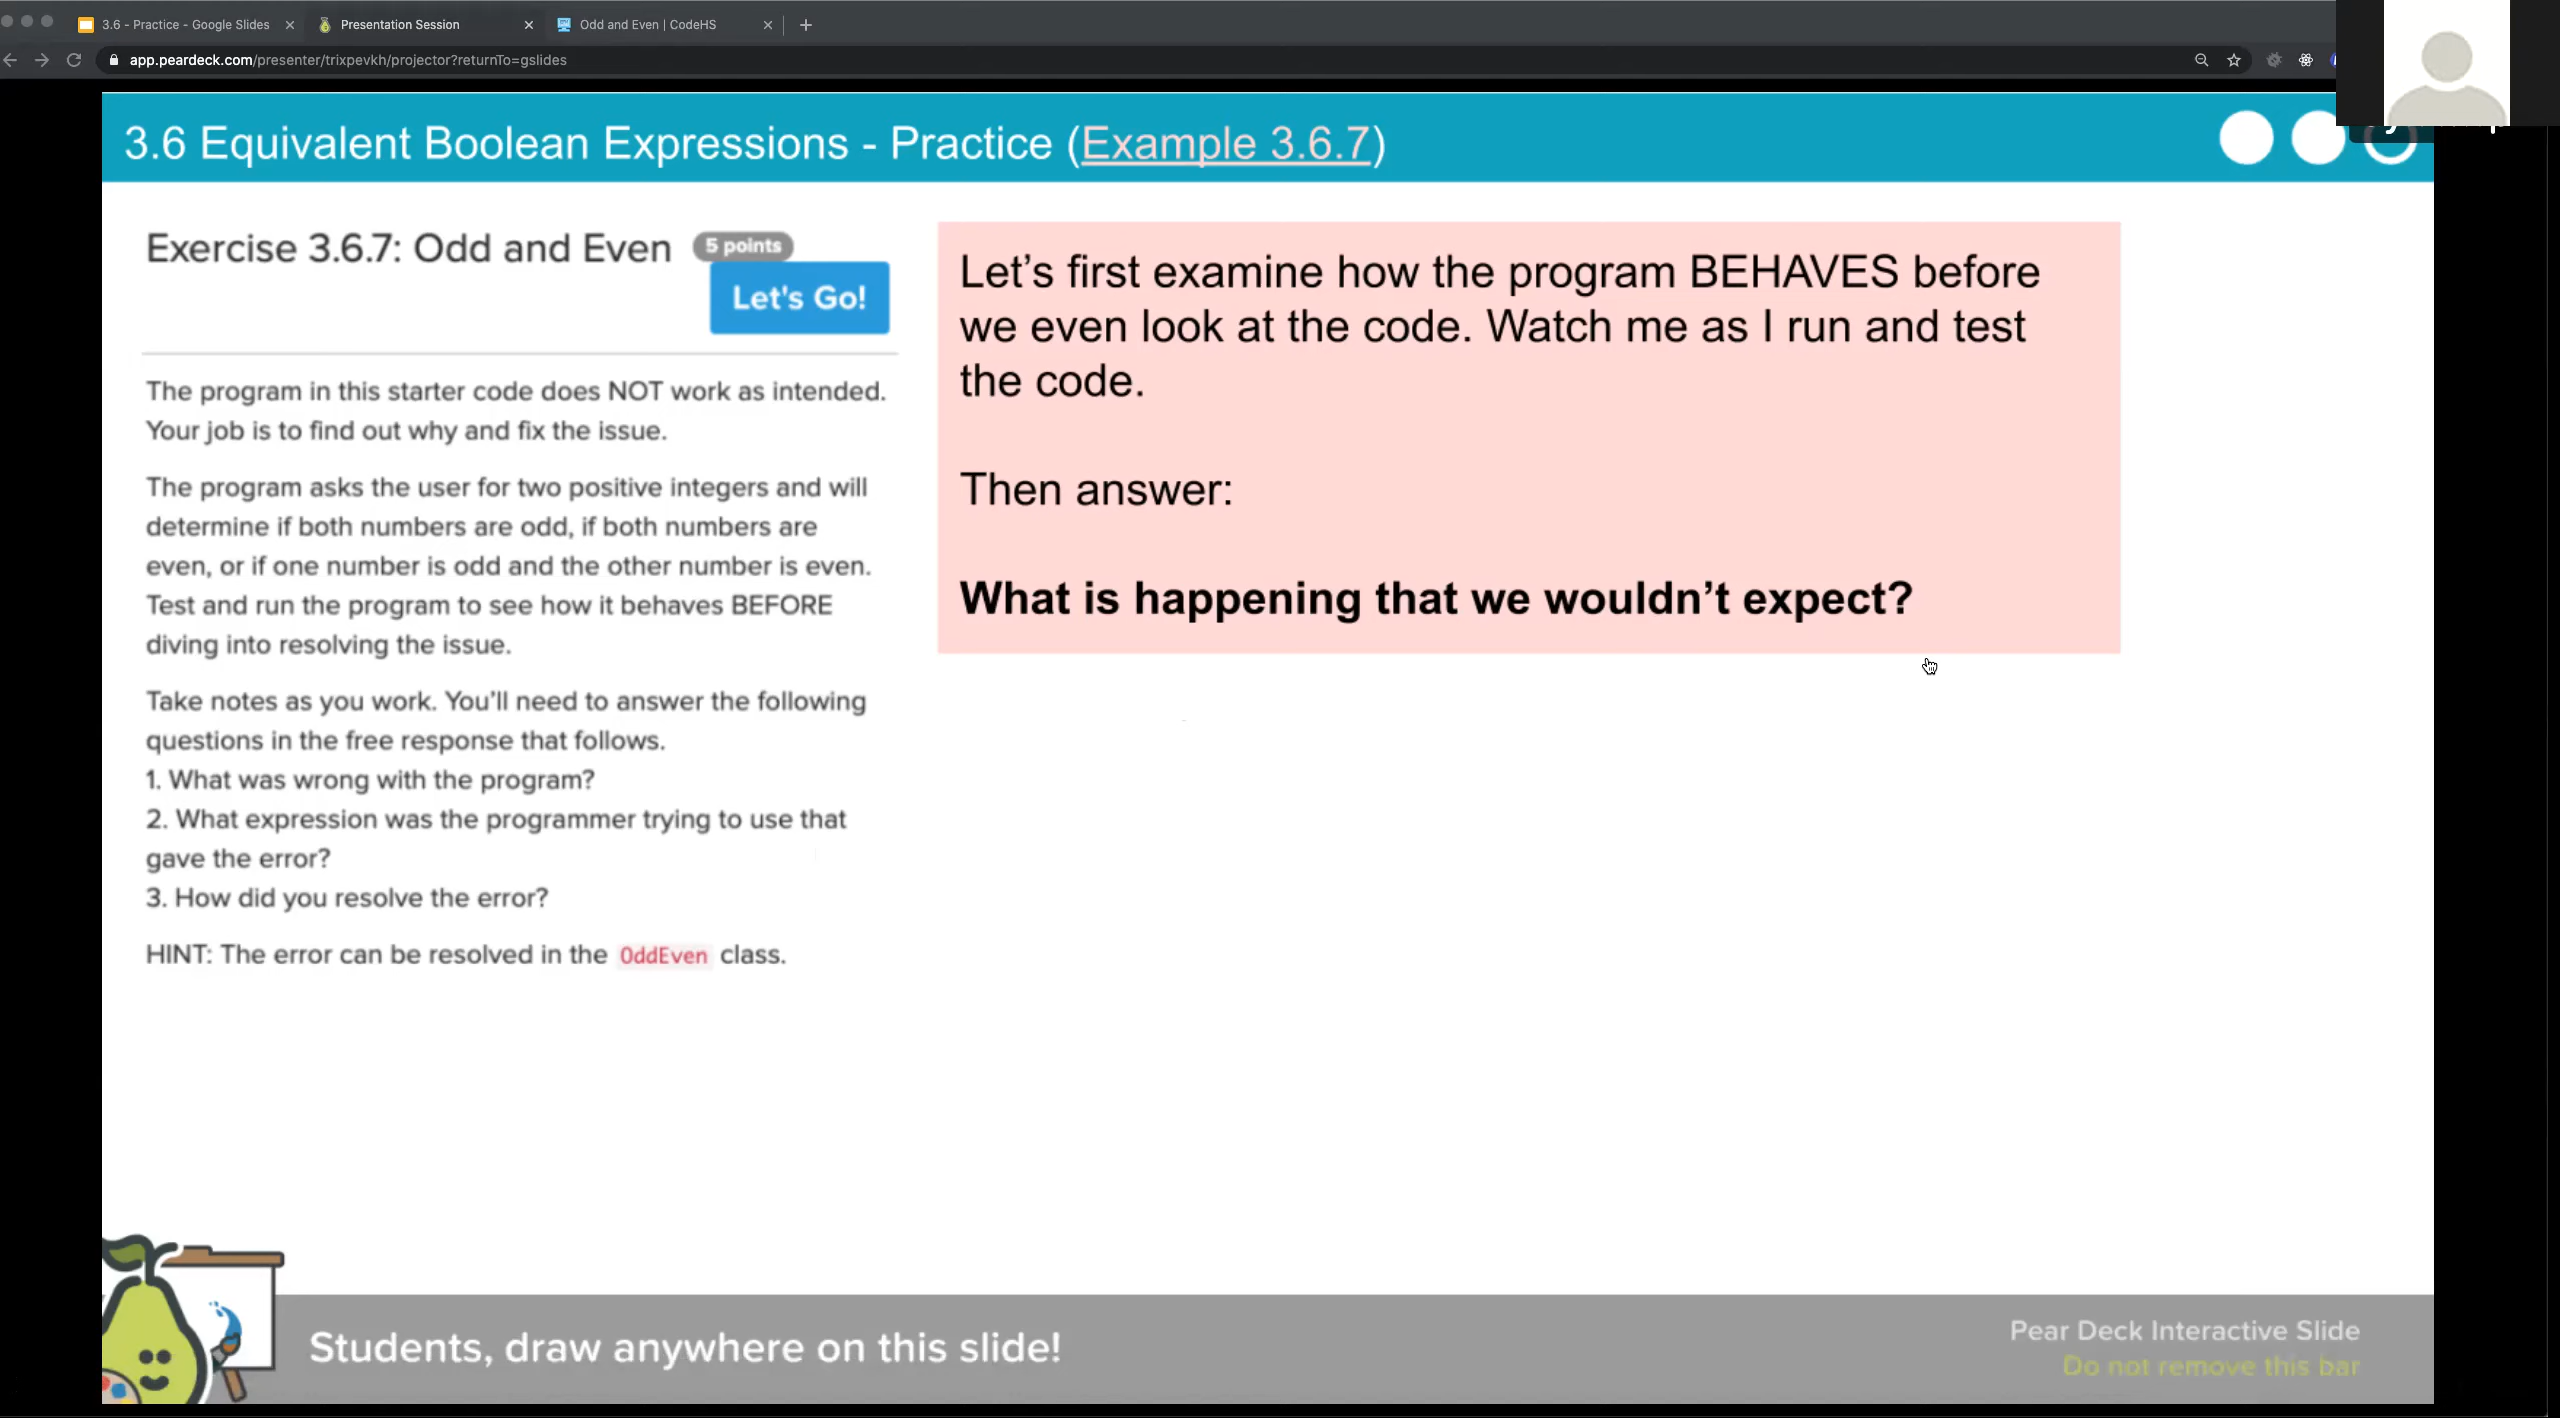 3.6 - Practice - Google Slides
Presentation Session
Odd and Even | CodeHS
app.peardeck.com/presenter/trixpevkh/projector?returnTo=gslides
3.6 Equivalent Boolean Expressions - Practice (Example 3.6.7)
Exercise 3.6.7: Odd and Even
5 points
Let's Go!
The program in this starter code does NOT work as intended.
Your job is to find out why and fix the issue.
The program asks the user for two positive integers and will
determine if both numbers are odd, if both numbers are
even, or if one number is odd and the other number is even.
Test and run the program to see how it behaves BEFORE
diving into resolving the issue.
Take notes as you work. You'll need to answer the following
questions in the free response that follows.
1. What was wrong with the program?
2. What expression was the programmer trying to use that
gave the error?
3. How did you resolve the error?
HINT: The error can be resolved in the OddEven class.
Let's first examine how the program BEHAVES before
we even look at the code. Watch me as I run and test
the code.
Then answer:
What is happening that we wouldn't expect?
Students, draw anywhere on this slide!
Pear Deck Interactive Slide
Do not remove this bar